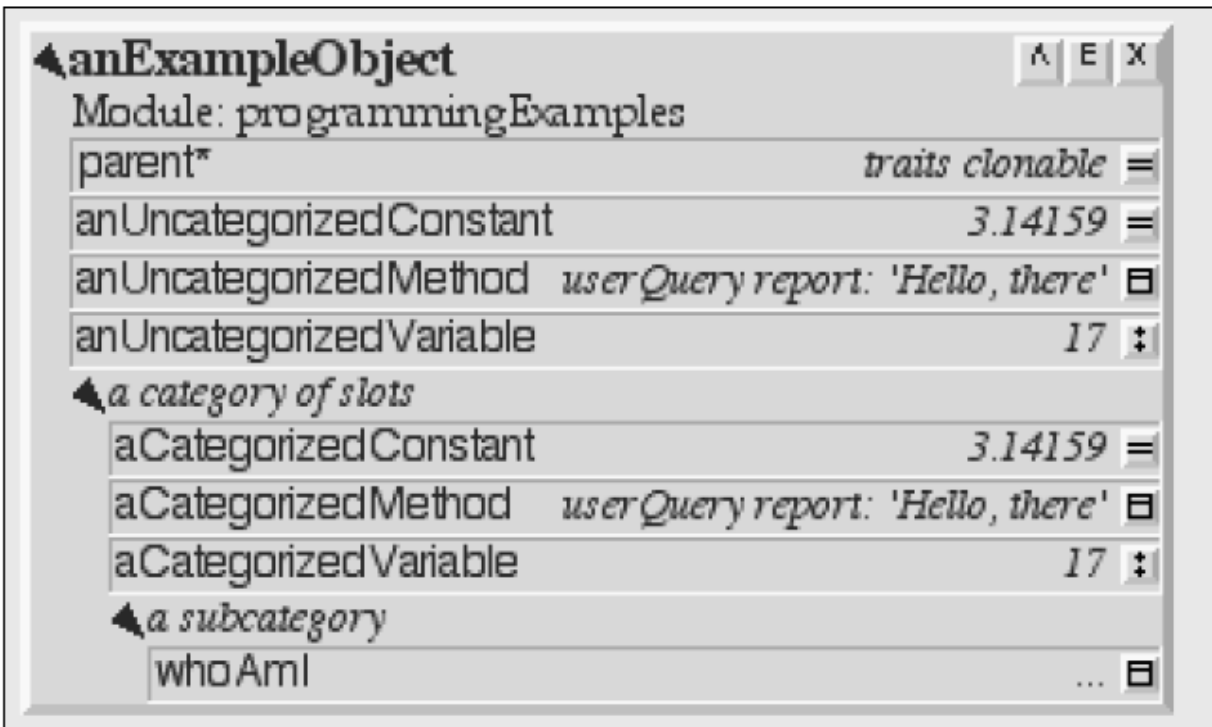 anExampleObject Λ E X
Module: programmingExamples
parent* traits clonable =
anUncategorizedConstant 3.14159 =
anUncategorizedMethod userQuery report: 'Hello, there'
anUncategorizedVariable 17 :
a category of slots
aCategorizedConstant 3.14159 =
aCategorizedMethod userQuery report: 'Hello, there'
aCategorizedVariable 17 :
a subcategory
whoAmI ...